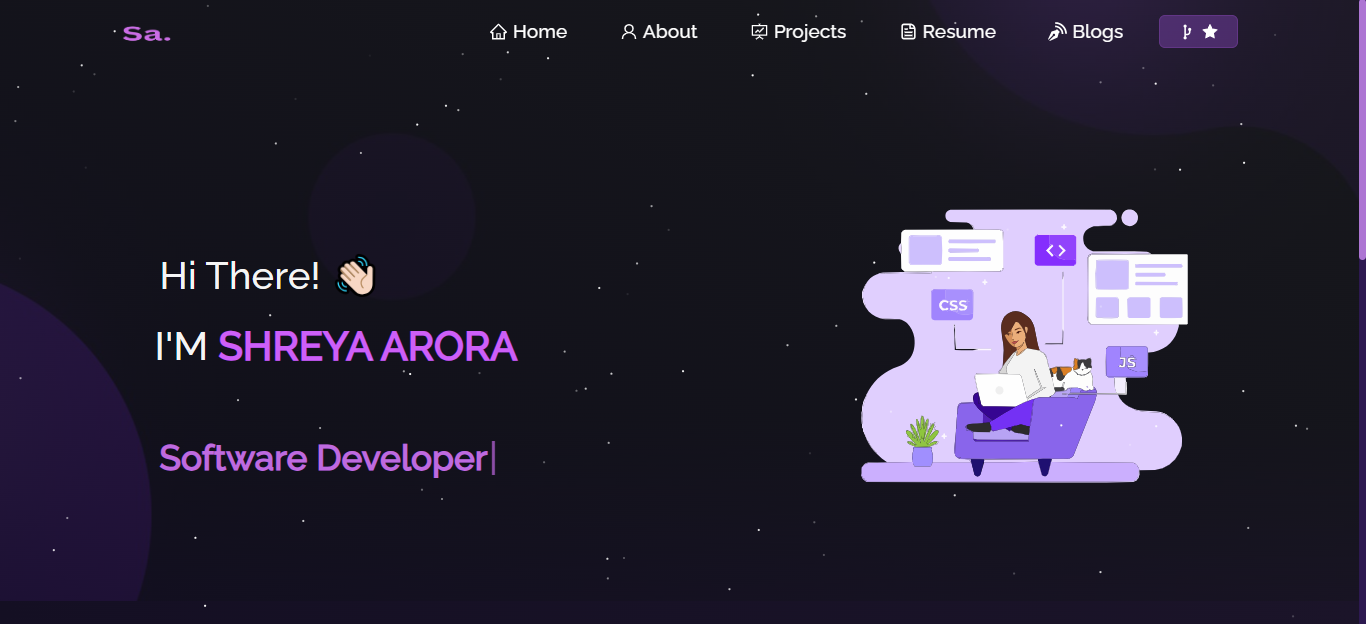 Sa.
Home About Projects Resume Blogs
Hi There! 👋🏻
I'M SHREYA ARORA
Software Developer|
< >
CSS
JS